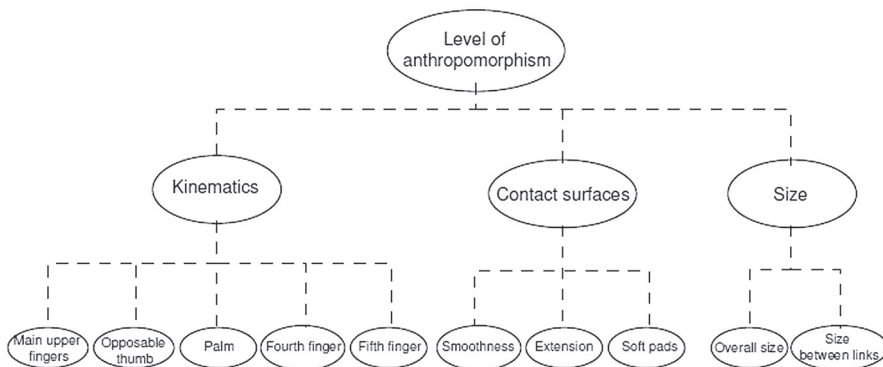 Level of
anthropomorphism
Kinematics
Contact surfaces
Size
Main upper
fingers
Opposable
thumb
Palm
Fourth finger
Fifth finger
Smoothness
Extension
Soft pads
Overall size
Size
between links